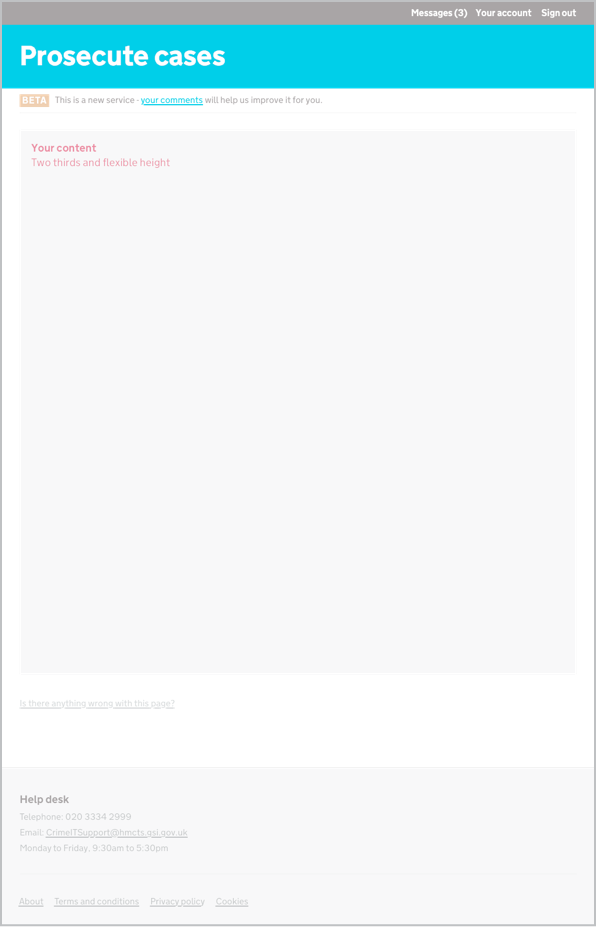 Messages (3) Your account Sign out
Prosecute cases
BETA This is a new service - your comments will help us improve it for you.
Your content
Two thirds and flexible height
Is there anything wrong with this page?
Help desk
Telephone: 020 3334 2999
Email: CrimeITSupport@hmcts.gsi.gov.uk
Monday to Friday, 9:30am to 5:30pm
About Terms and conditions Privacy policy Cookies